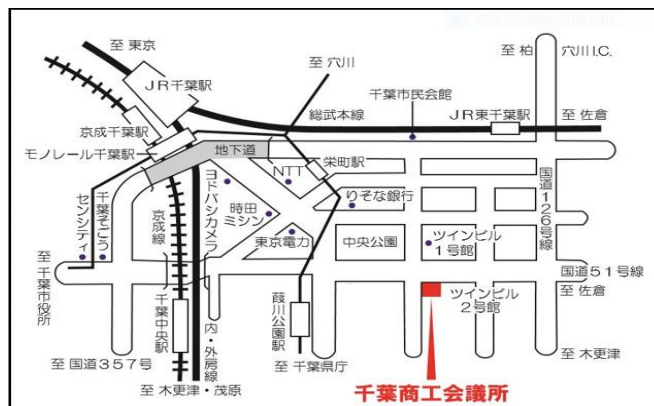 至 東京
至 穴川
至 柏
穴川I.C.
JR千葉駅
千葉市民会館
総武本線
JR東千葉駅
至 佐倉
京成千葉駅
モノレール千葉駅
地下道
栄町駅
NTT
ヨドバシカメラ
時田
ミシン
りそな銀行
国道126号線
千葉そごう
センシティ
京成線
東京電力
中央公園
ツインビル
1号館
至 千葉市役所
国道51号線
至 佐倉
ツインビル
2号館
千葉中央駅
内・外房線
葭川公園駅
至 国道357号
至 千葉県庁
至 木更津
至 木更津・茂原
千葉商工会議所